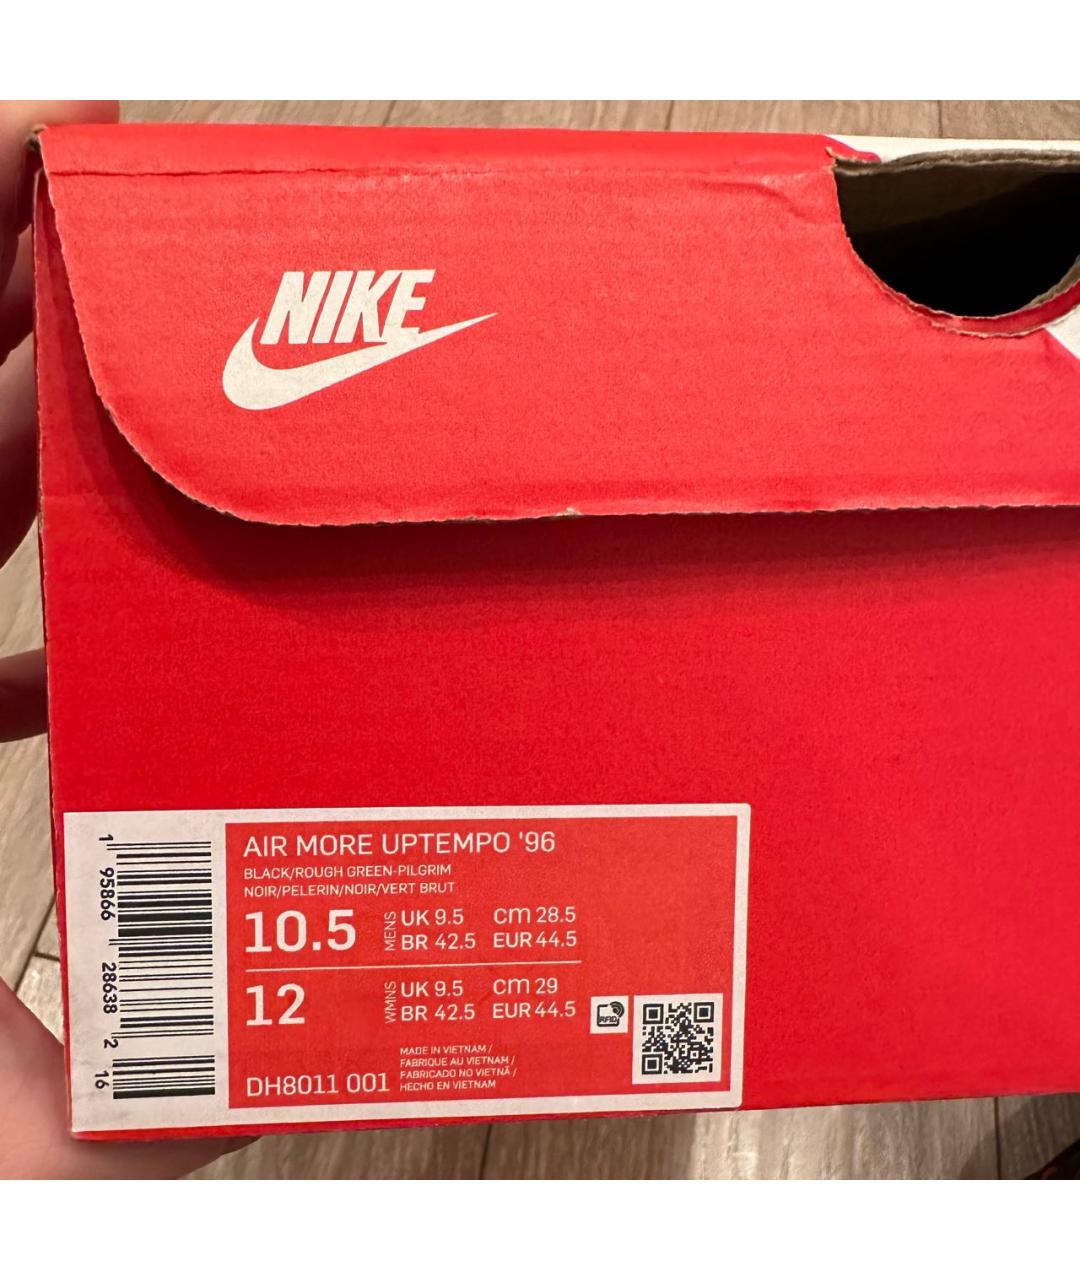 NIKE
AIR MORE UPTEMPO '96
BLACK/ROUGH GREEN-PILGRIM
NOIR/PELERIN/NOIR/VERT BRUT
10.5 MENS UK 9.5 cm 28.5
BR 42.5 EUR 44.5
12 WMNS UK 9.5 cm 29
BR 42.5 EUR 44.5
RFID
MADE IN VIETNAM /
FABRIQUE AU VIETNAM /
FABRICADO NO VIETNÃ /
HECHO EN VIETNAM
DH8011 001
1 95866 28638 2 16